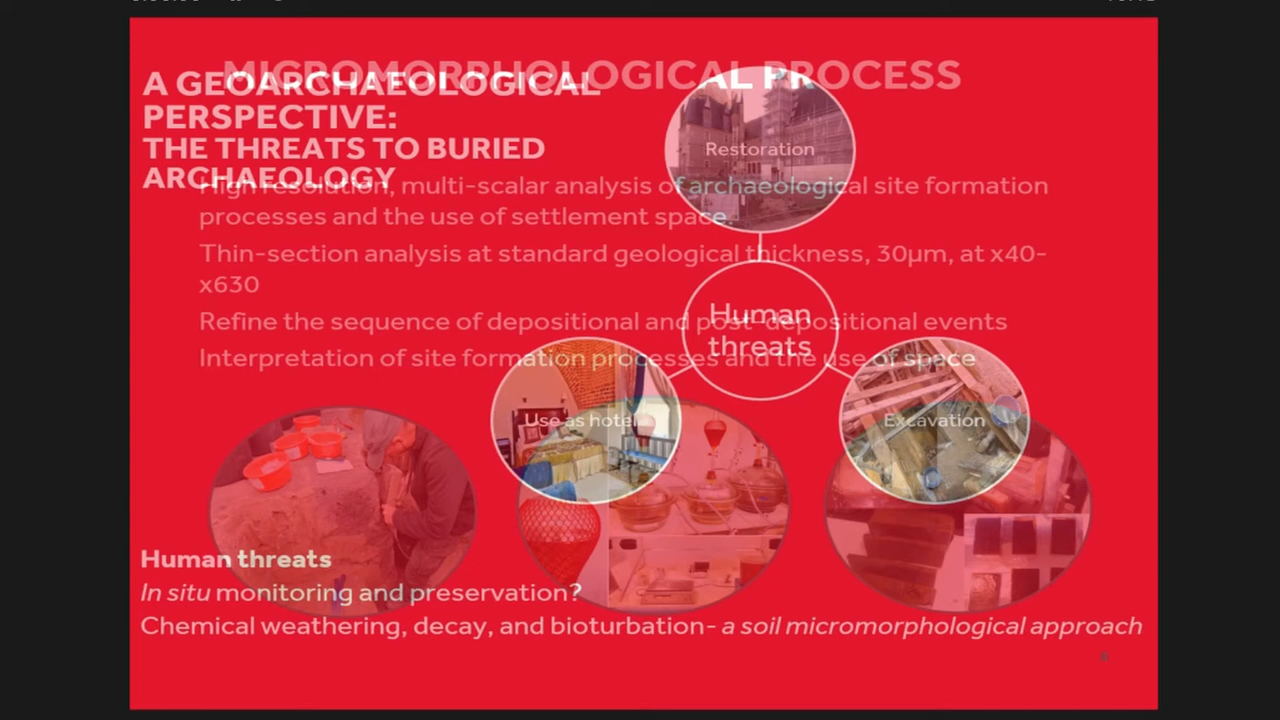 MICROMORPHOLOGICAL PROCESS
A GEOARCHAEOLOGICAL
PERSPECTIVE:
THE THREATS TO BURIED
ARCHAEOLOGY
Restoration
High resolution, multi-scalar analysis of archaeological site formation
processes and the use of settlement space.
Thin-section analysis at standard geological thickness, 30µm, at x40-
x630
Human
threats
Refine the sequence of depositional and post-depositional events
Interpretation of site formation processes and the use of space
Use as hotel
Excavation
Human threats
In situ monitoring and preservation?
Chemical weathering, decay, and bioturbation- a soil micromorphological approach